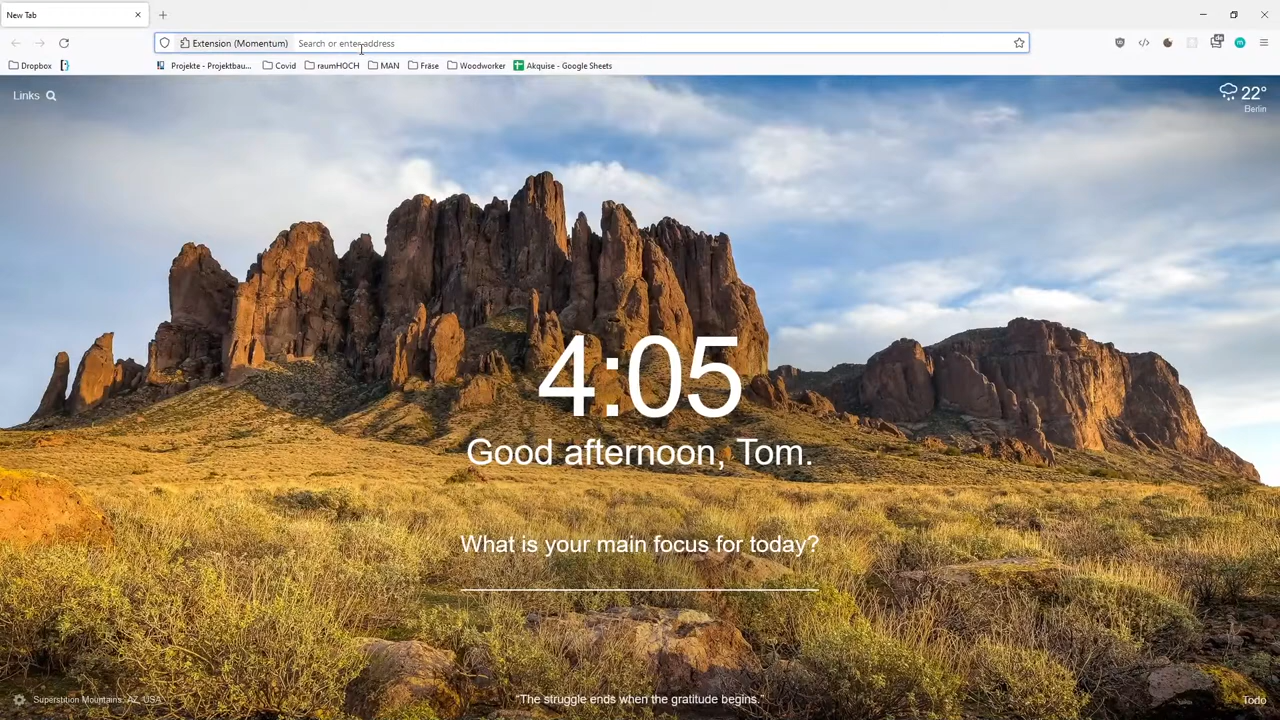 New Tab
Extension (Momentum) Search or enter address
Dropbox Projekte - Projektbau... Covid raumHOCH MAN Fräse Woodworker Akquise - Google Sheets
Links 22°
Berlin
4:05
Good afternoon, Tom.
What is your main focus for today?
Superstition Mountains, AZ, USA "The struggle ends when the gratitude begins." Todo